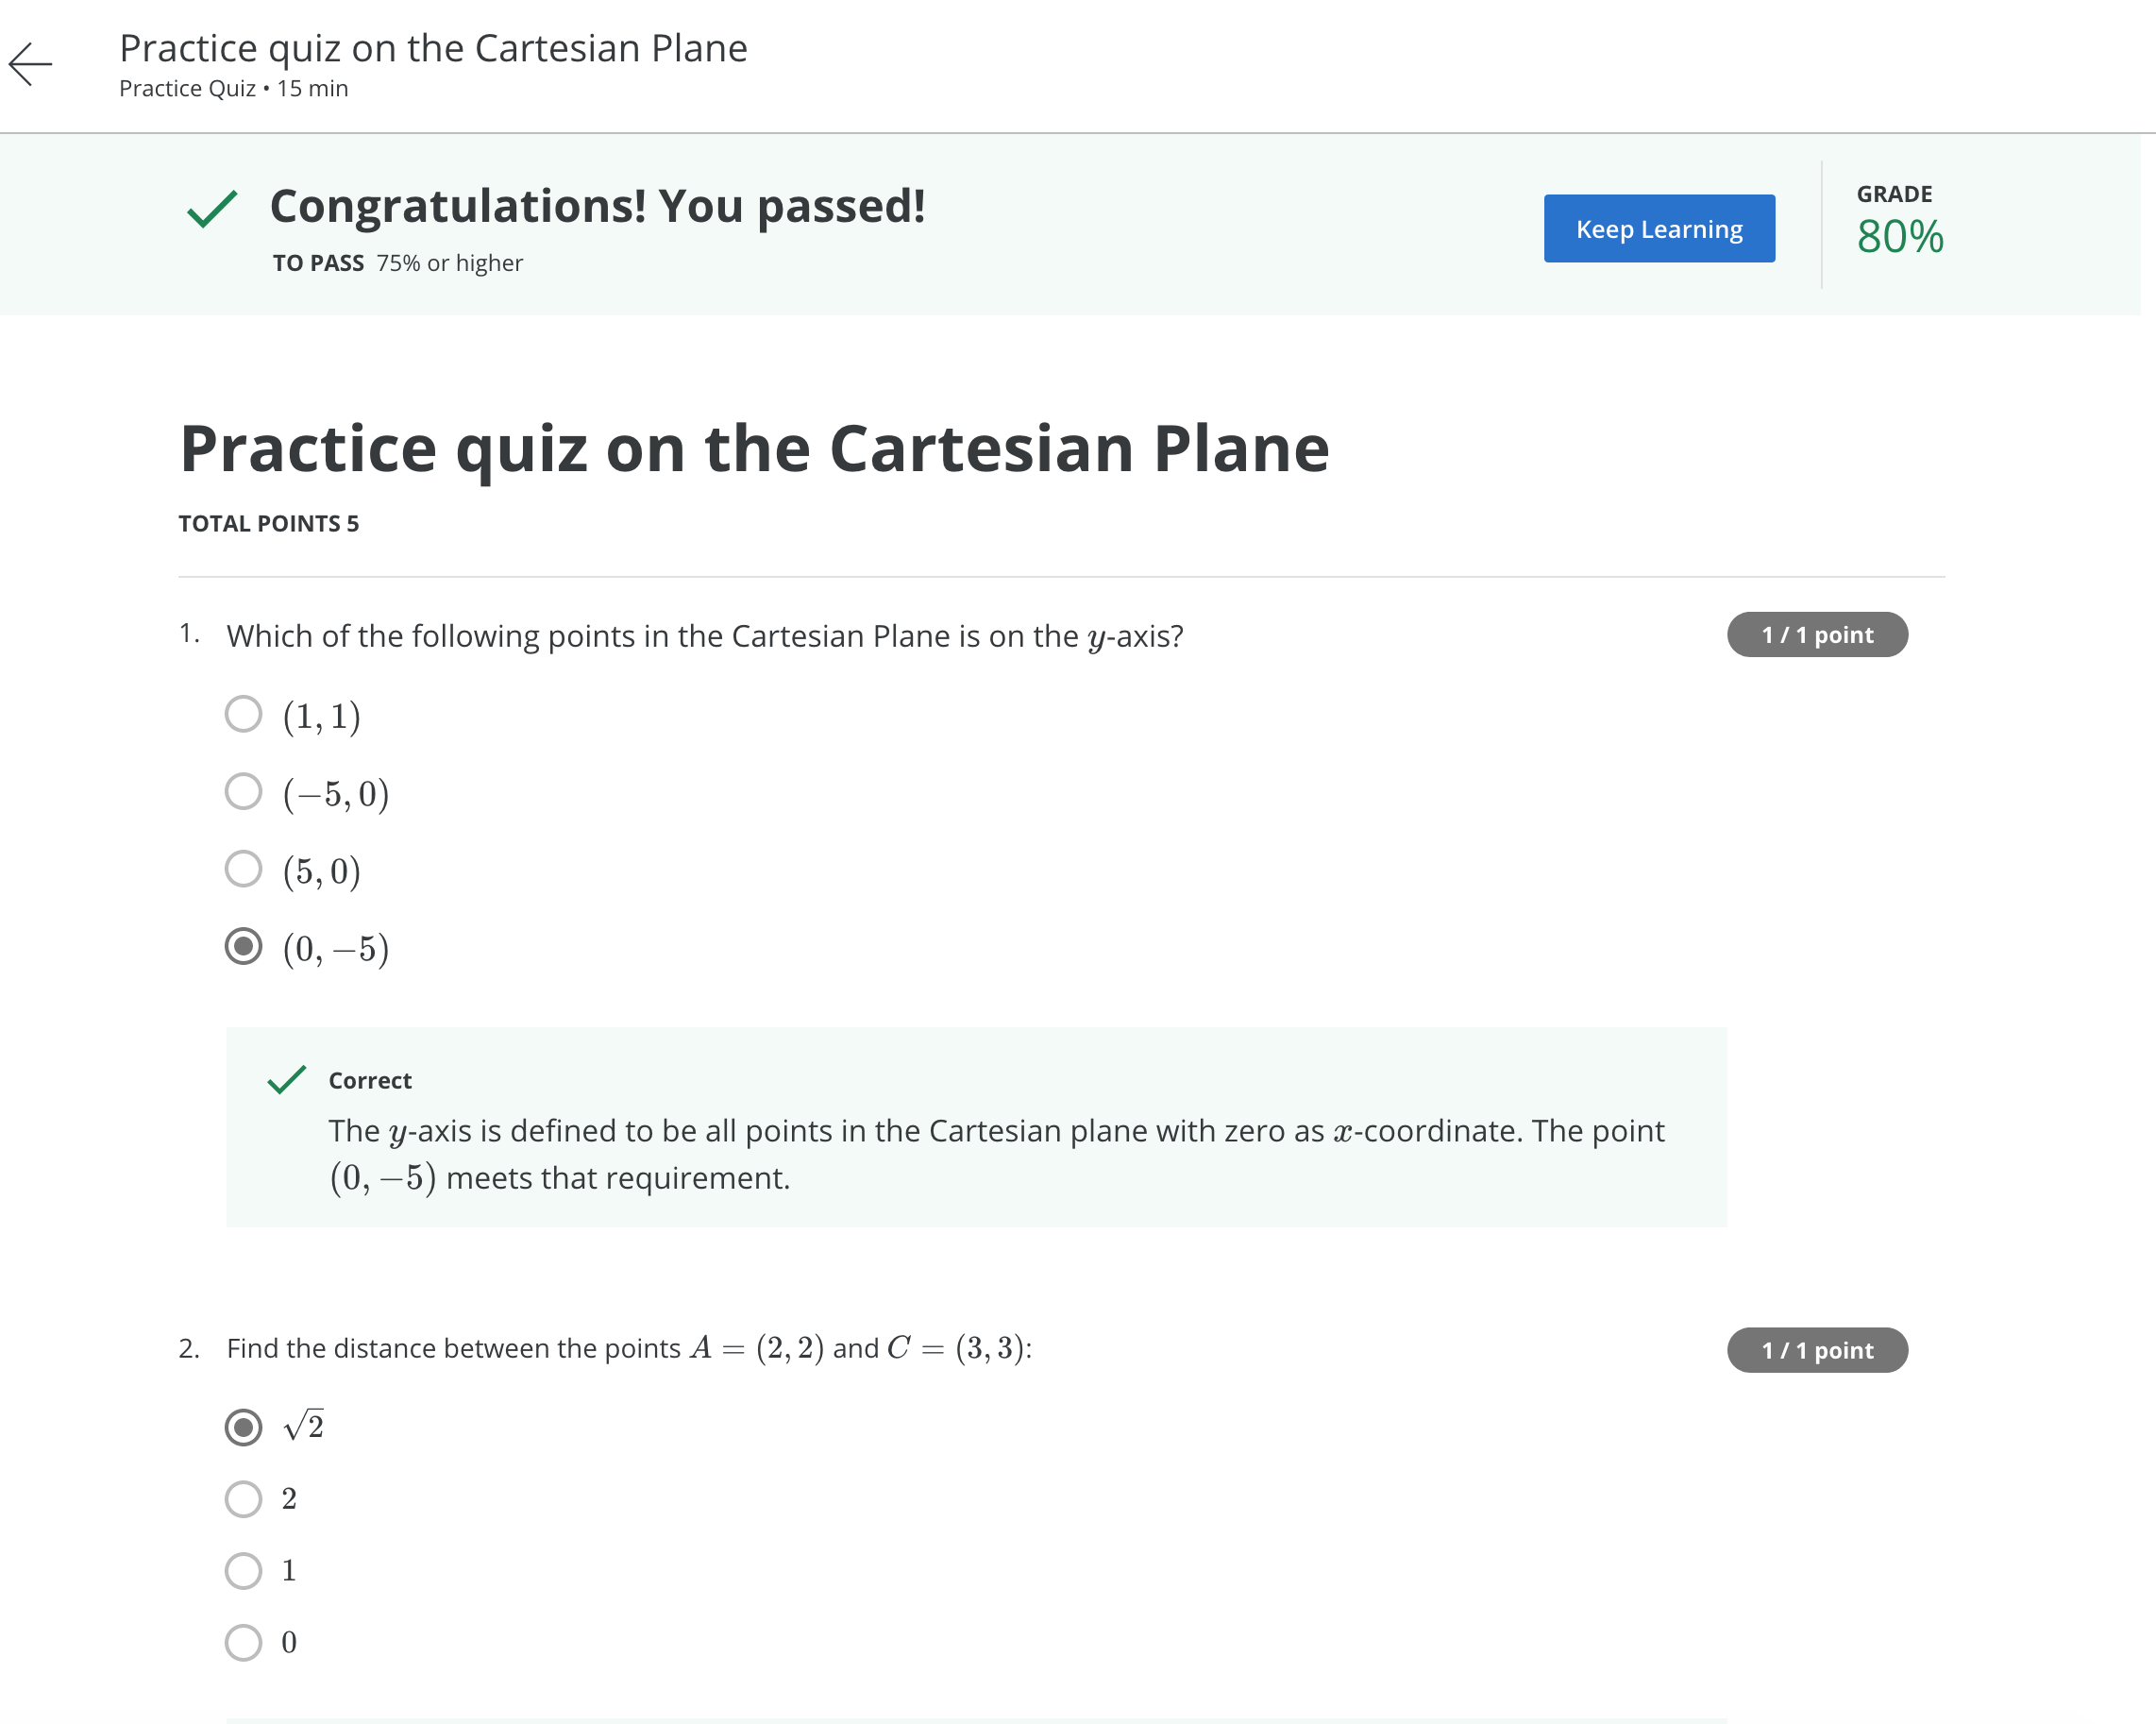 Practice quiz on the Cartesian Plane
Practice Quiz • 15 min
Congratulations! You passed!
TO PASS 75% or higher
Keep Learning
GRADE
80%
Practice quiz on the Cartesian Plane
TOTAL POINTS 5
1. Which of the following points in the Cartesian Plane is on the y-axis?
1 / 1 point
(1, 1)
(−5, 0)
(5, 0)
(0, −5)
Correct
The y-axis is defined to be all points in the Cartesian plane with zero as x-coordinate. The point
(0, −5) meets that requirement.
2. Find the distance between the points A = (2, 2) and C = (3, 3):
1 / 1 point
√2
2
1
0